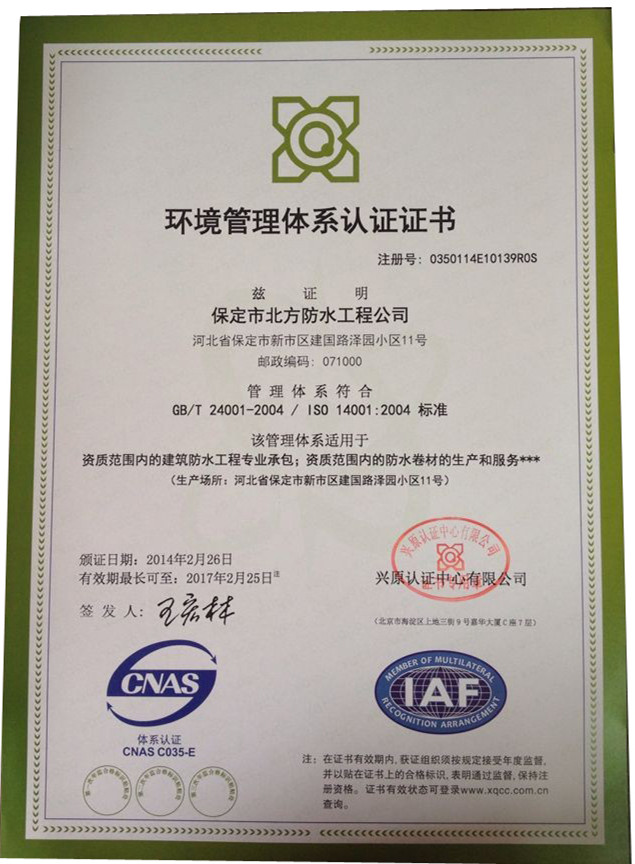 环境管理体系认证证书
注册号：0350114E10139R0S
兹 证 明
保定市北方防水工程公司
河北省保定市新市区建国路泽园小区11号
邮政编码：071000
管理体系符合
GB/T 24001-2004 / ISO 14001:2004 标准
该管理体系适用于
资质范围内的建筑防水工程专业承包；资质范围内的防水卷材的生产和服务***
（生产场所：河北省保定市新市区建国路泽园小区11号）
颁证日期：2014年2月26日
有效期最长可至：2017年2月25日注
签 发 人：
兴原认证中心有限公司
兴原认证中心有限公司
（北京市海淀区上地三街9号嘉华大厦C座7层）
CNAS
体系认证
CNAS C035-E
MEMBER OF MULTILATERAL
IAF
RECOGNITION ARRANGEMENT
注：在证书有效期内，获证组织须按规定接受年度监督，
并以贴在证书上的合格标识，表明通过监督，保持注
册资格。证书有效状态可登录www.xqcc.com.cn
查询。